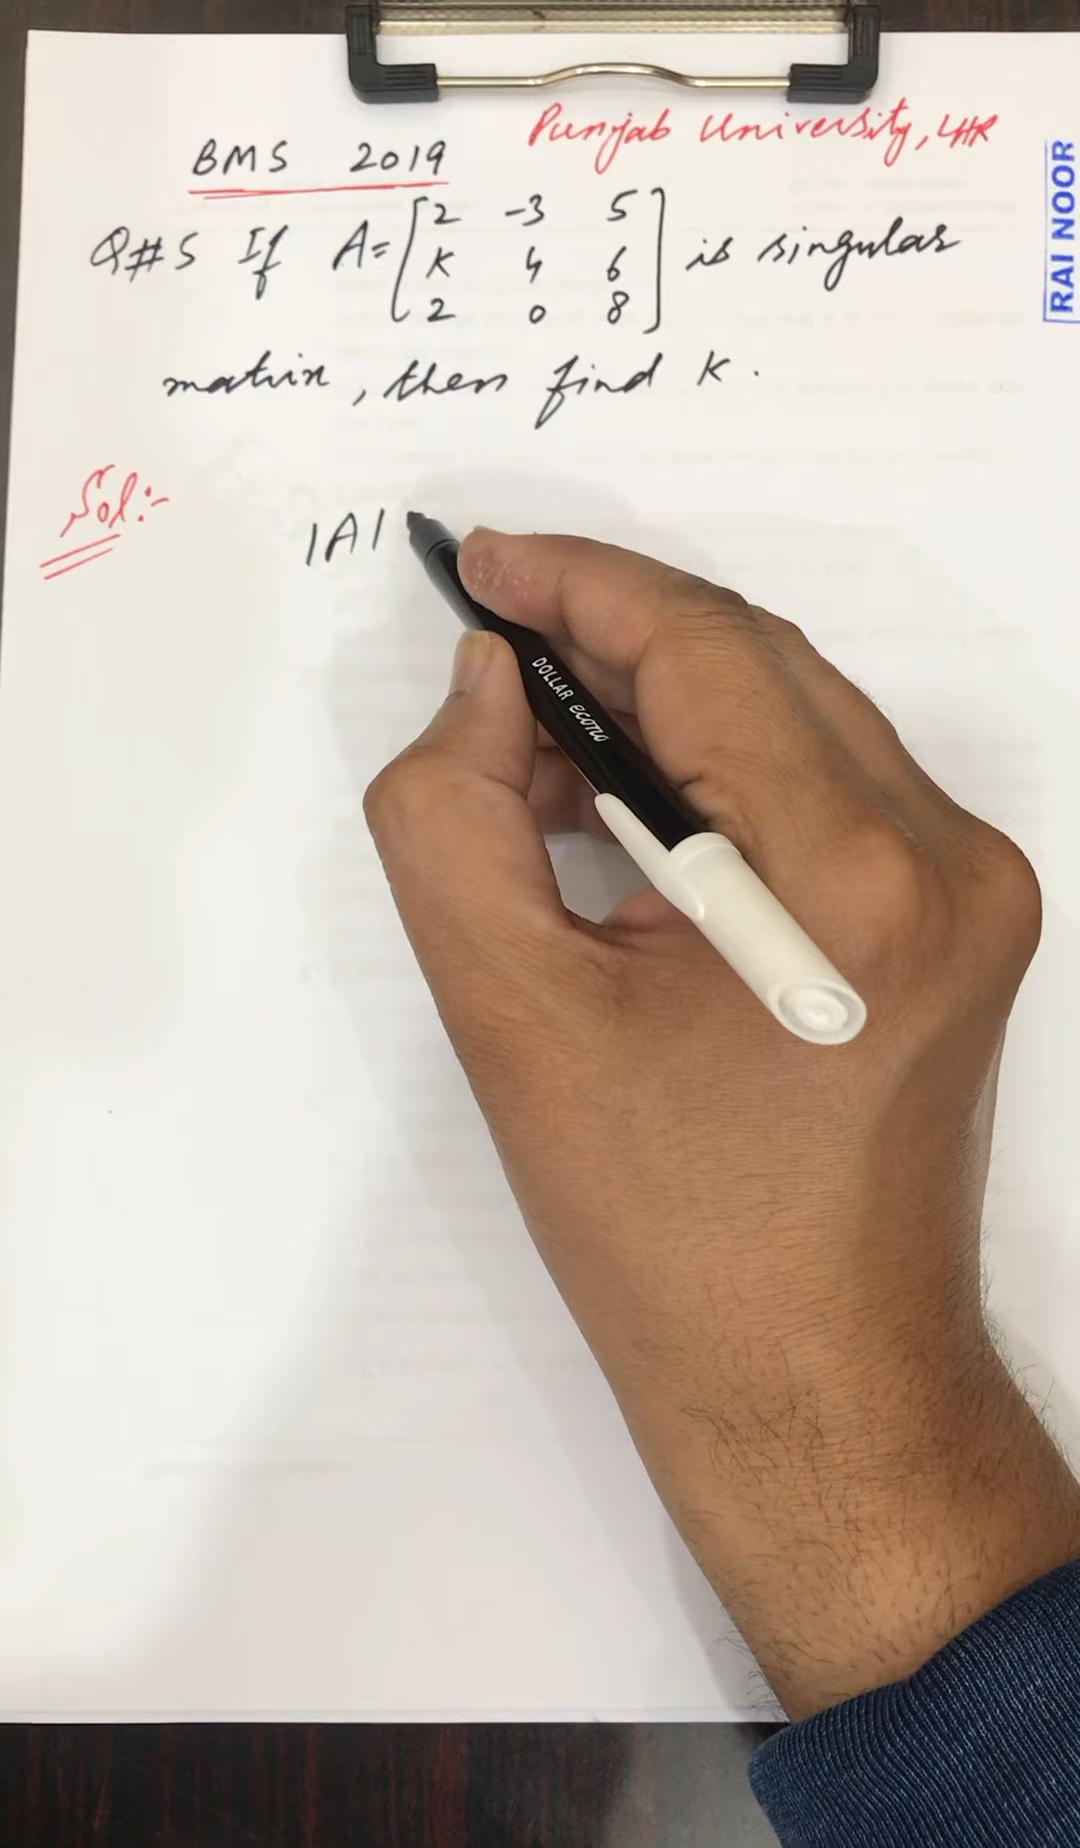 BMS 2019 Punjab University, LHR
RAI NOOR
Q#5 If A= [2 -3 5
K 4 6
2 0 8] is singular
matrix, then find K.
Sol:-
|A|
DOLLAR econo